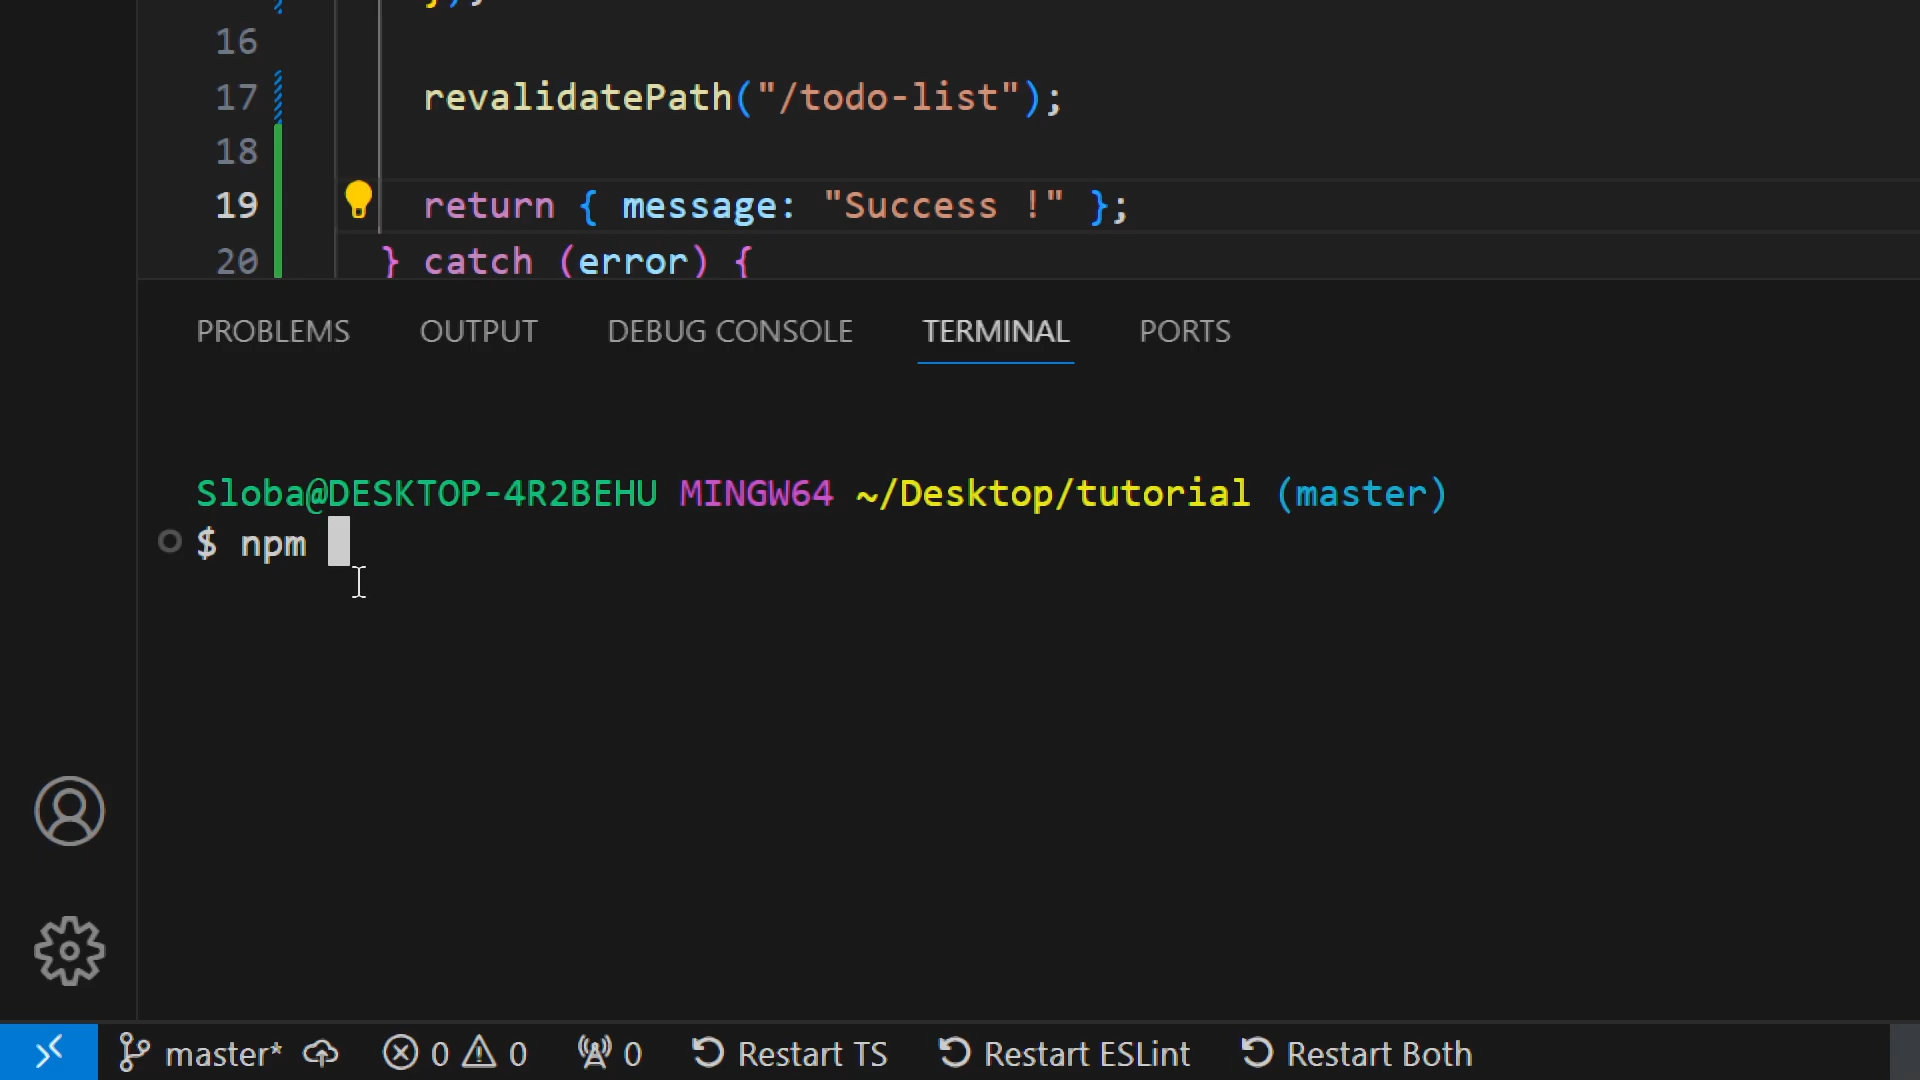 16
17 revalidatePath("/todo-list");
18
19 return { message: "Success !" };
20 } catch (error) {
PROBLEMS OUTPUT DEBUG CONSOLE TERMINAL PORTS
Sloba@DESKTOP-4R2BEHU MINGW64 ~/Desktop/tutorial (master)
$ npm
master* 0 0 0 Restart TS Restart ESLint Restart Both